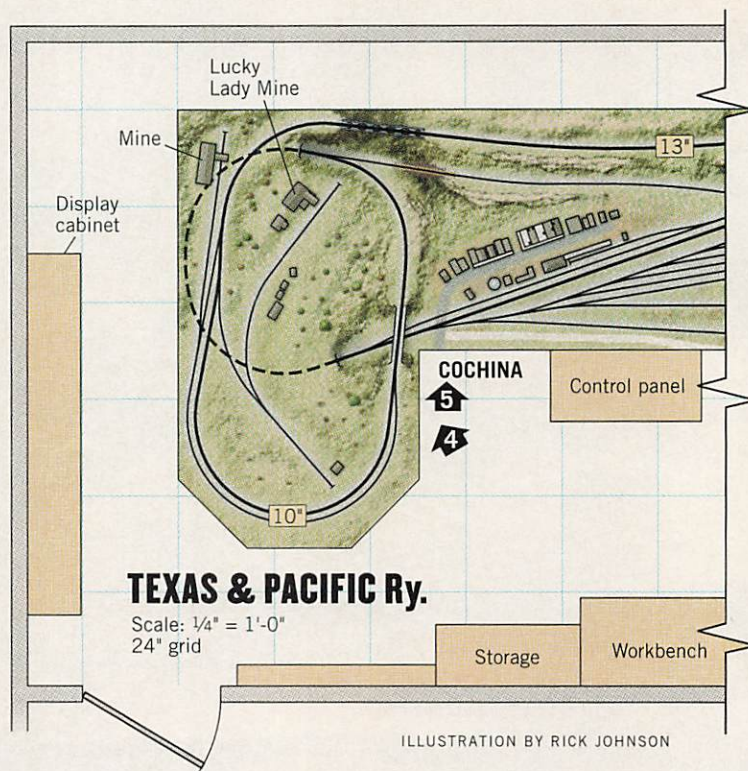 Lucky
Lady Mine
Mine
13"
Display
cabinet
COCHINA
5
4
Control panel
10"
TEXAS & PACIFIC Ry.
Scale: ¼" = 1'-0"
24" grid
Storage
Workbench
ILLUSTRATION BY RICK JOHNSON